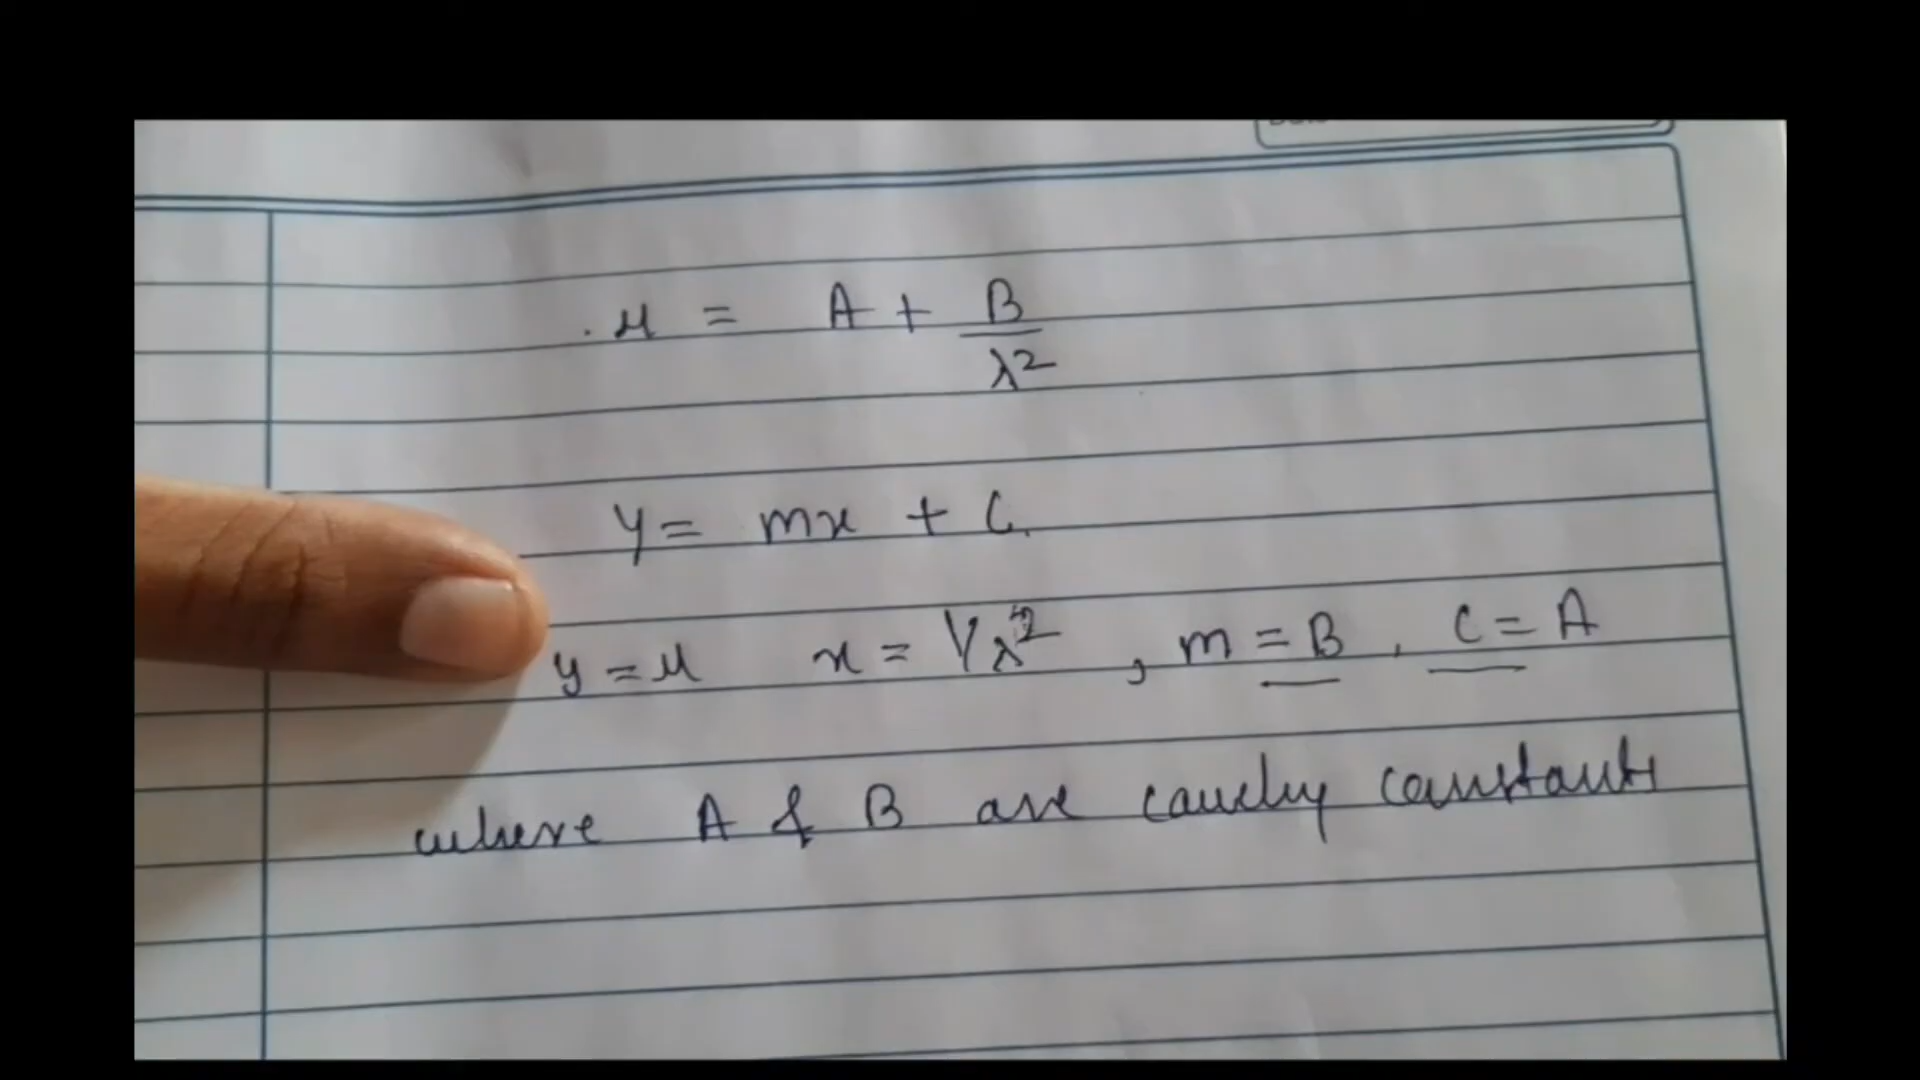 μ = A + B/λ²
y = mx + C.
y = μ x = 1/λ² , m = B , C = A
where A & B are cauchy constants